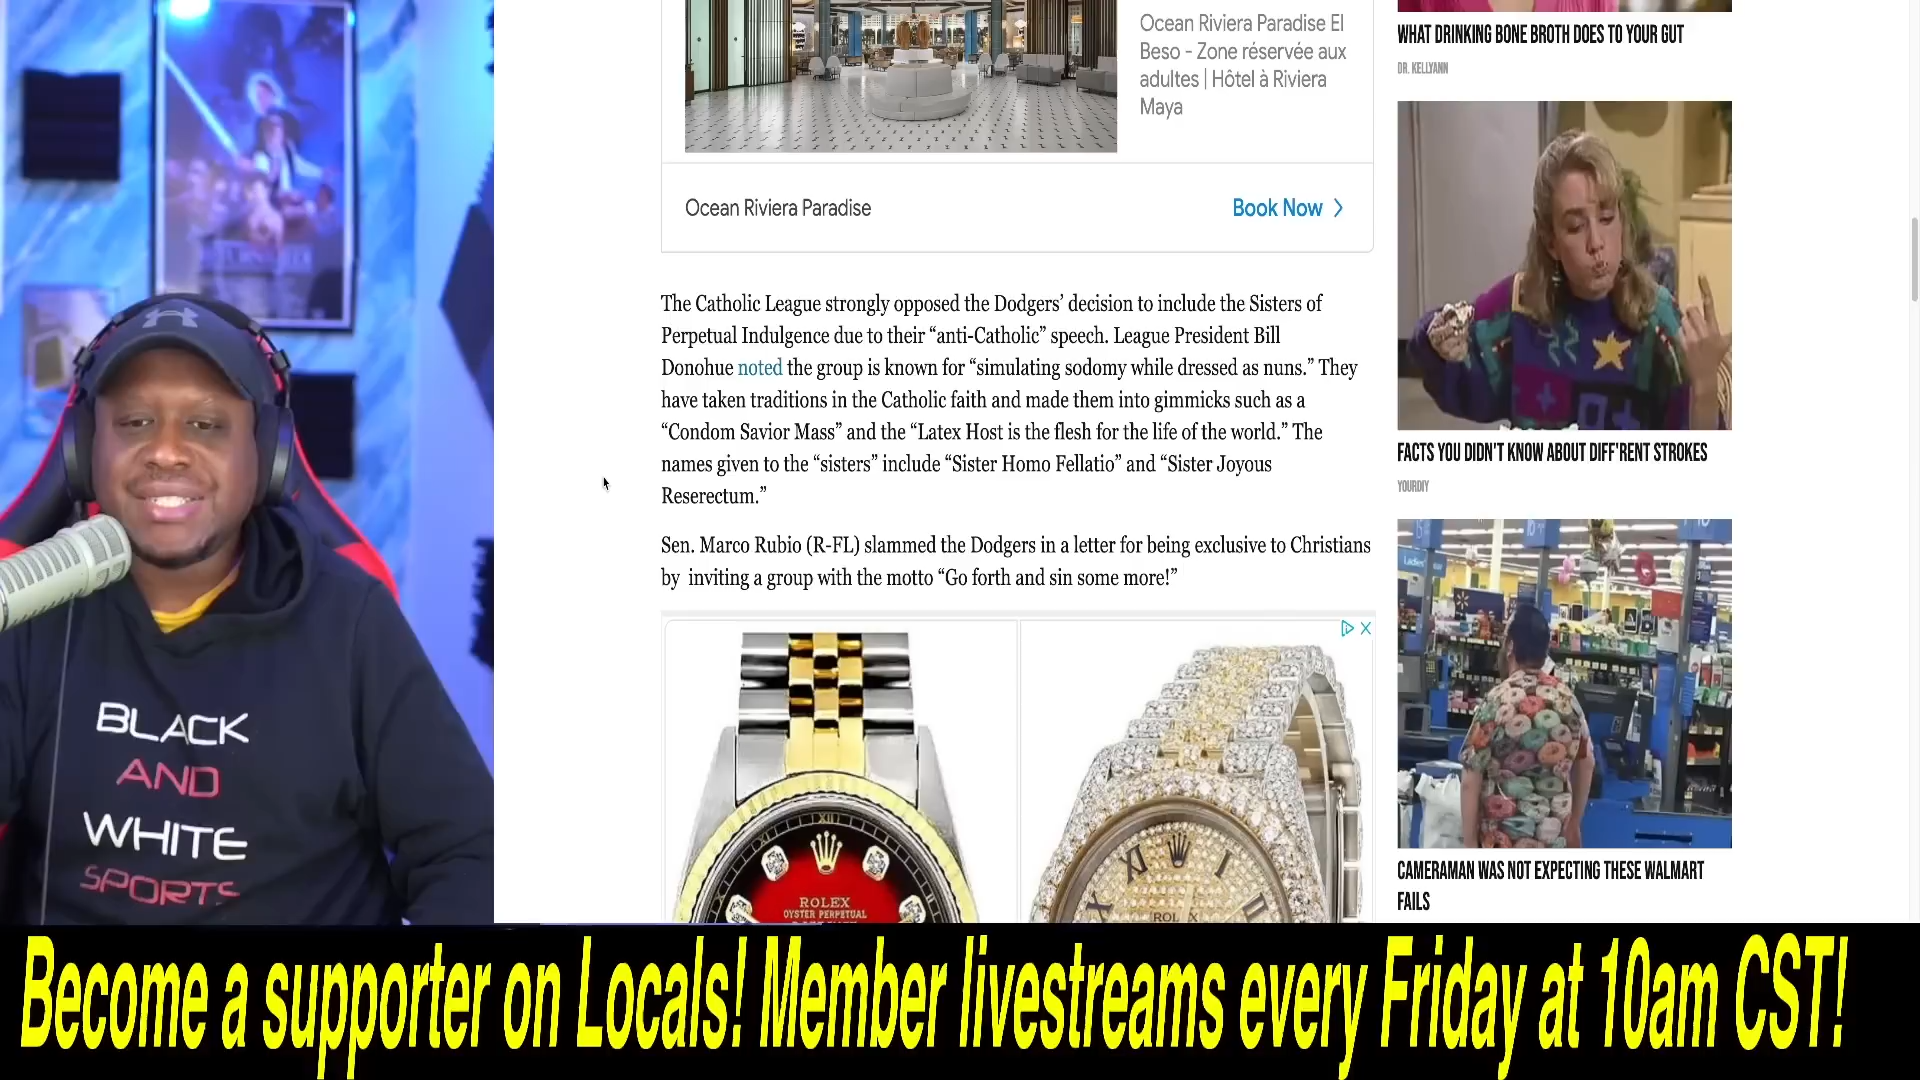 BLACK
AND
WHITE
SPORTS
Ocean Riviera Paradise El
Beso - Zone réservée aux
adultes | Hôtel à Riviera
Maya
Ocean Riviera Paradise
Book Now
The Catholic League strongly opposed the Dodgers’ decision to include the Sisters of
Perpetual Indulgence due to their “anti-Catholic” speech. League President Bill
Donohue noted the group is known for “simulating sodomy while dressed as nuns.” They
have taken traditions in the Catholic faith and made them into gimmicks such as a
“Condom Savior Mass” and the “Latex Host is the flesh for the life of the world.” The
names given to the “sisters” include “Sister Homo Fellatio” and “Sister Joyous
Reserectum.”
Sen. Marco Rubio (R-FL) slammed the Dodgers in a letter for being exclusive to Christians
by inviting a group with the motto “Go forth and sin some more!”
XII
ROLEX
OYSTER PERPETUAL
XI
I
ROLEX
WHAT DRINKING BONE BROTH DOES TO YOUR GUT
DR. KELLYANN
FACTS YOU DIDN'T KNOW ABOUT DIFF'RENT STROKES
YOURDIY
CAMERAMAN WAS NOT EXPECTING THESE WALMART
FAILS
Become a supporter on Locals! Member livestreams every Friday at 10am CST!